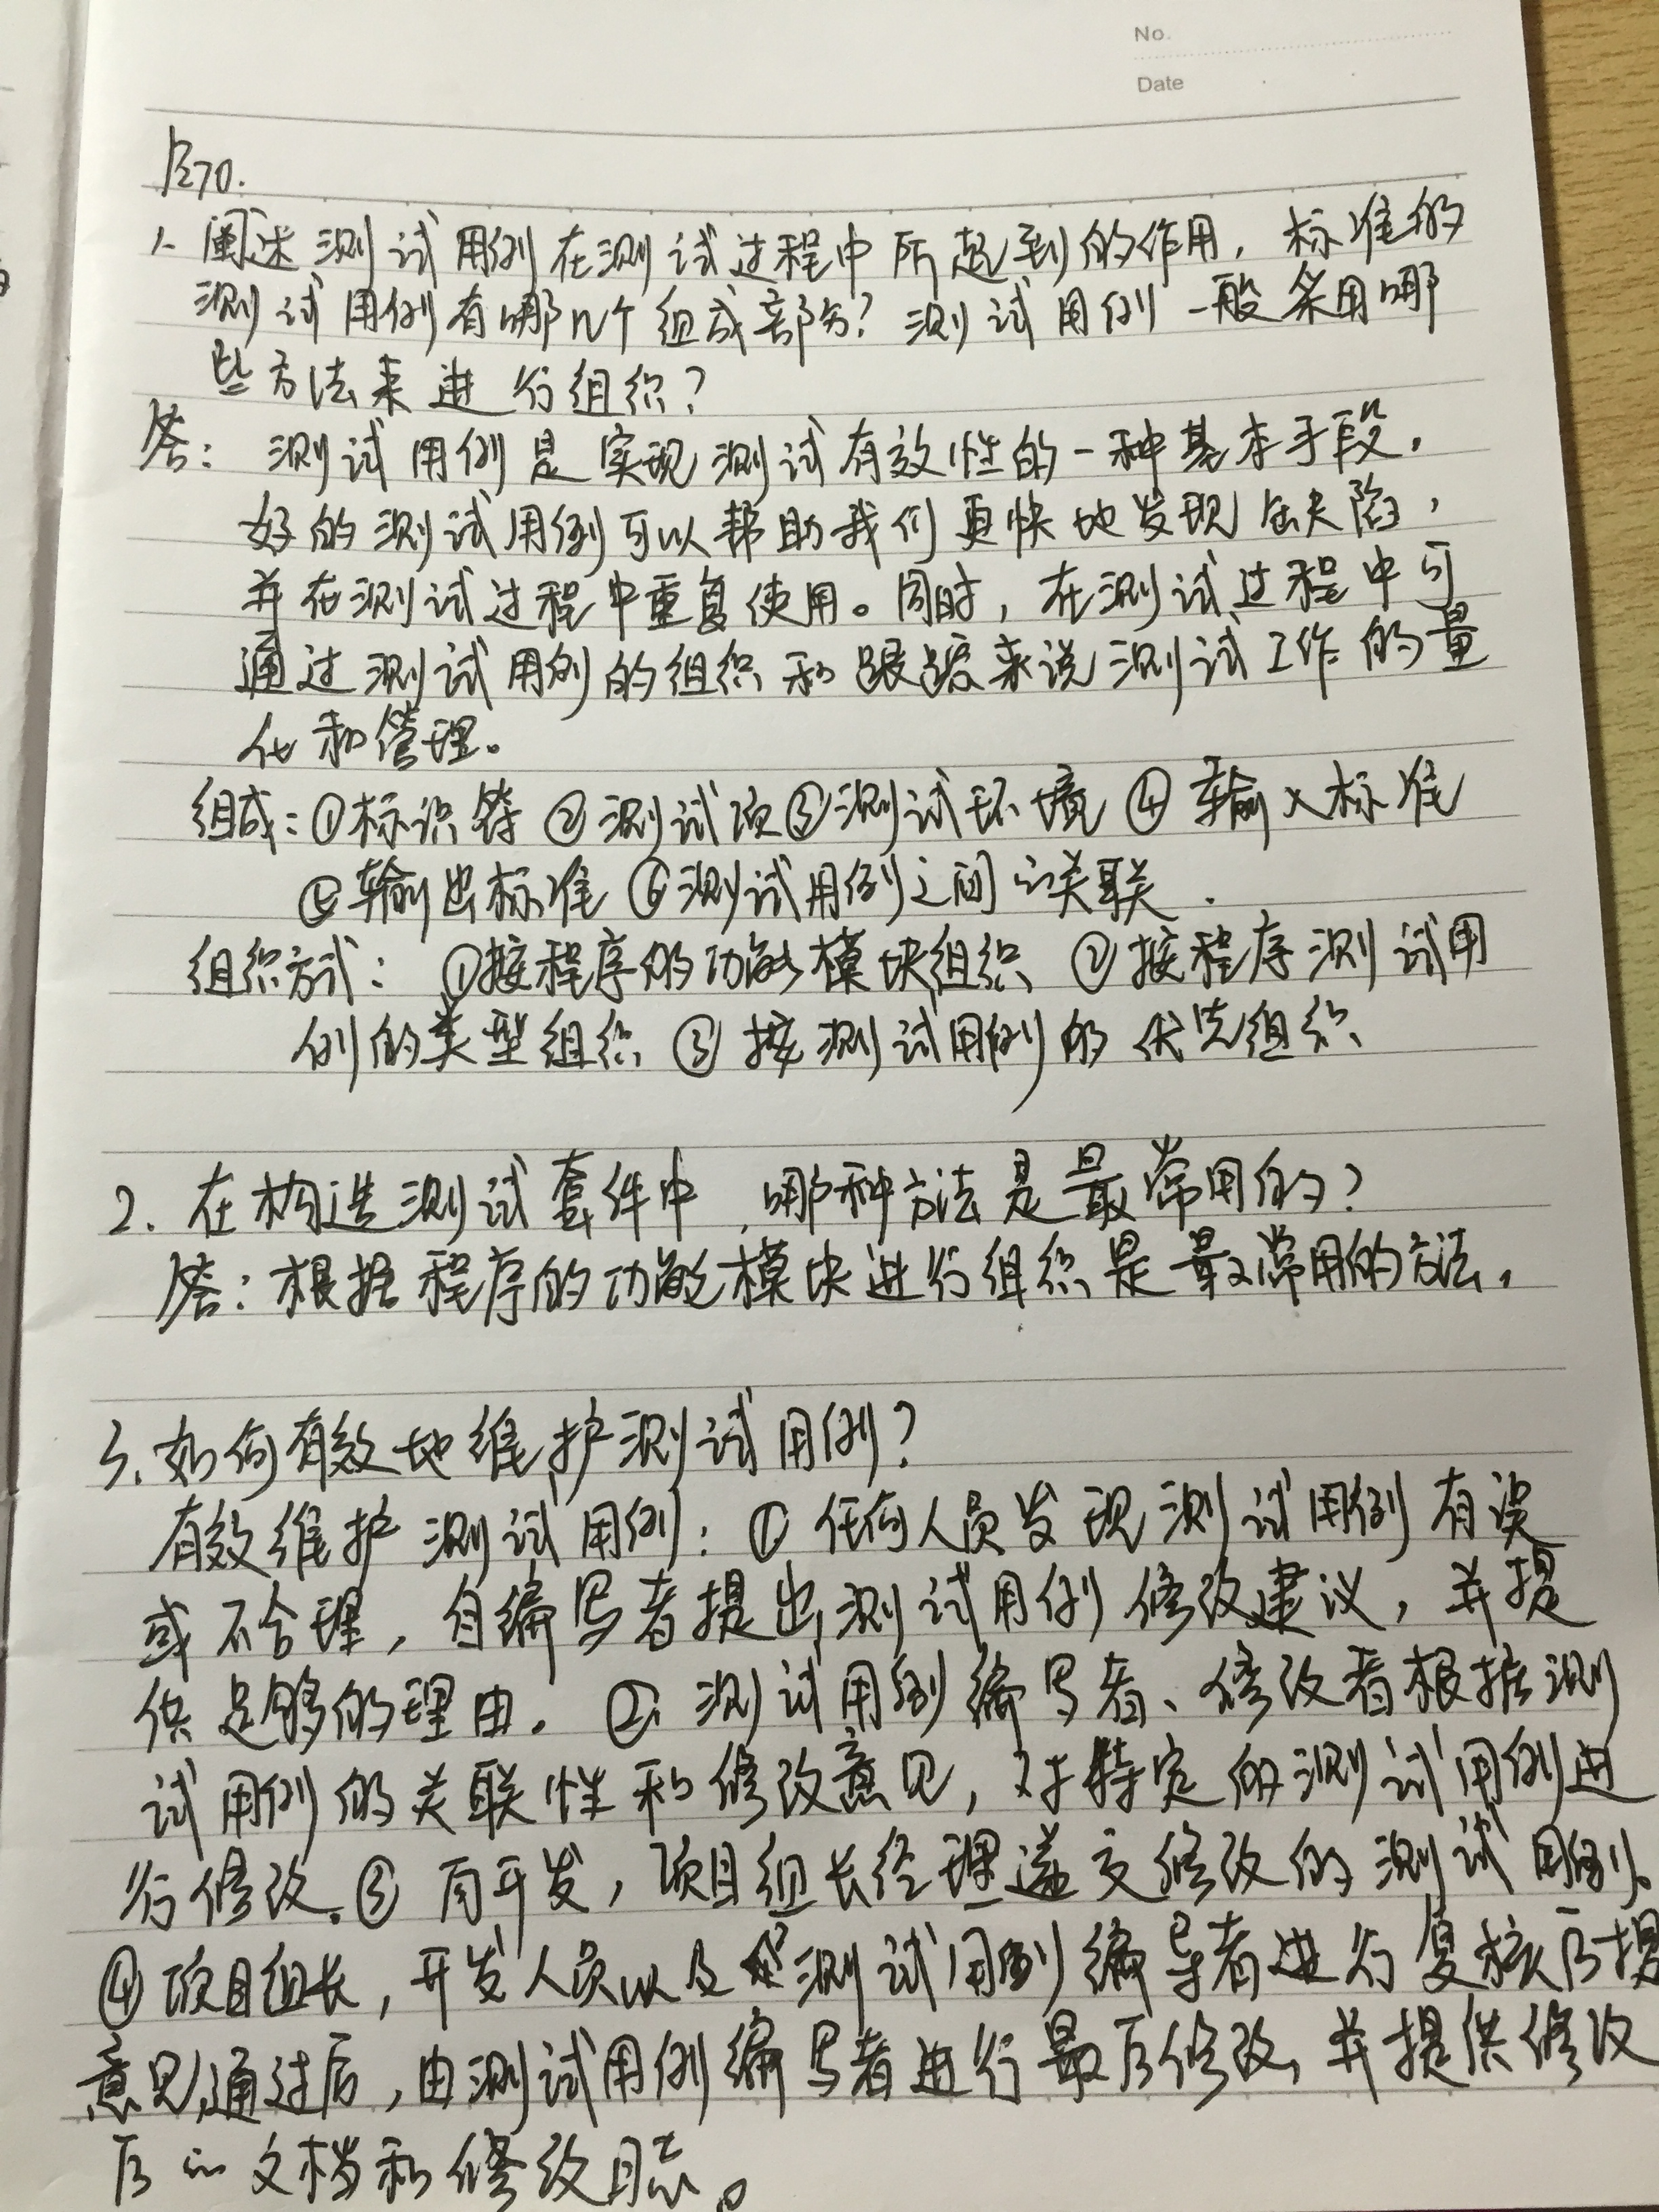 No.
Date
P270.
1. 阐述测试用例在测试过程中所起到的作用，标准的
测试用例有哪几个组成部分？测试用例一般采用哪
些方法来进行组织？
答：测试用例是实现测试有效性的一种基本手段，
好的测试用例可以帮助我们更快地发现缺陷，
并在测试过程中重复使用。同时，在测试过程中可
通过测试用例的组织和跟踪来说测试工作的量
化和管理。
组成：①标识符 ②测试项 ③测试环境 ④ 输入标准
⑤输出标准 ⑥测试用例之间的关联．
组织方式： ①按程序的功能模块组织 ②按程序测试用
例的类型组织 ③ 按测试用例的优先组织
2. 在构造测试套件中，哪种方法是最常用的？
答：根据程序的功能模块进行组织是最常用的方法，
3. 如何有效地维护测试用例？
有效维护测试用例：① 任何人员发现测试用例有误
或不合理，向编写者提出测试用例修改建议，并提
供足够的理由。②测试用例编写者、修改者根据测
试用例的关联性和修改意见，对特定的测试用例进
行修改。③ 向开发，项目组长经理递交修改的测试用例。
④项目组长，开发人员以及测试用例编写者进行复核后提
意见通过后，由测试用例编写者进行最后修改，并提供修改
后的文档和修改日志。